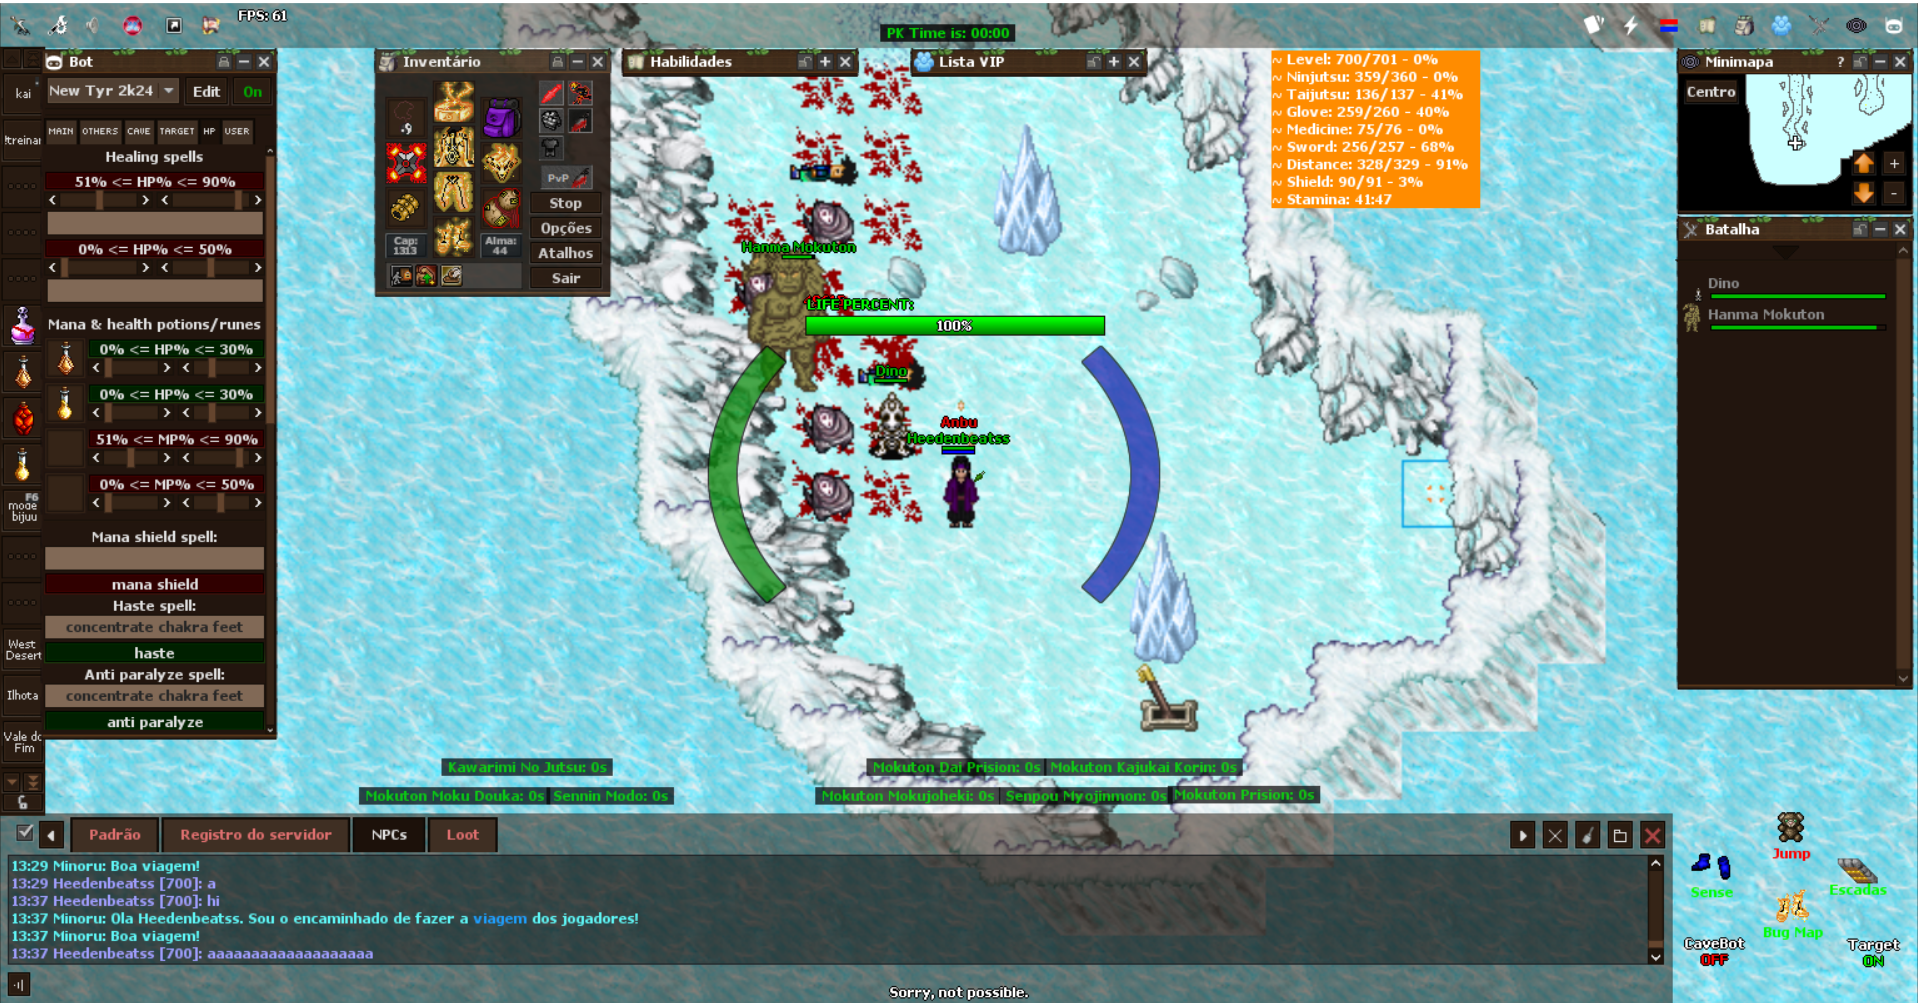 FPS: 61
PK Time is: 00:00
Bot
New Tyr 2k24
Edit
On
MAIN
OTHERS
CAVE
TARGET
HP
USER
Healing spells
51% <= HP% <= 90%
0% <= HP% <= 50%
Mana & health potions/runes
0% <= HP% <= 30%
0% <= HP% <= 30%
51% <= MP% <= 90%
0% <= MP% <= 50%
Mana shield spell:
mana shield
Haste spell:
concentrate chakra feet
haste
Anti paralyze spell:
concentrate chakra feet
anti paralyze
kai
!treinar
F6
mode
bijuu
West
Desert
Ilhota
Vale do
Fim
Inventário
.9
Cap:
1313
Alma:
44
PvP
Stop
Opções
Atalhos
Sair
Habilidades
Lista VIP
~ Level: 700/701 - 0%
~ Ninjutsu: 359/360 - 0%
~ Taijutsu: 136/137 - 41%
~ Glove: 259/260 - 40%
~ Medicine: 75/76 - 0%
~ Sword: 256/257 - 68%
~ Distance: 328/329 - 91%
~ Shield: 90/91 - 3%
~ Stamina: 41:47
Minimapa
?
Centro
+
-
Batalha
Dino
Hanma Mokuton
Hanma Mokuton
LIFE PERCENT:
100%
Dino
Anbu
Heedenbeatss
Kawarimi No Jutsu: 0s
Mokuton Dai Prision: 0s
Mokuton Kajukai Korin: 0s
Mokuton Moku Douka: 0s
Sennin Modo: 0s
Mokuton Mokujoheki: 0s
Senpou Myojinmon: 0s
Mokuton Prision: 0s
Padrão
Registro do servidor
NPCs
Loot
13:29 Minoru: Boa viagem!
13:29 Heedenbeatss [700]: a
13:37 Heedenbeatss [700]: hi
13:37 Minoru: Ola Heedenbeatss. Sou o encaminhado de fazer a viagem dos jogadores!
13:37 Minoru: Boa viagem!
13:37 Heedenbeatss [700]: aaaaaaaaaaaaaaaaaaa
Sorry, not possible.
Jump
Sense
Escadas
Bug Map
CaveBot
OFF
Target
ON